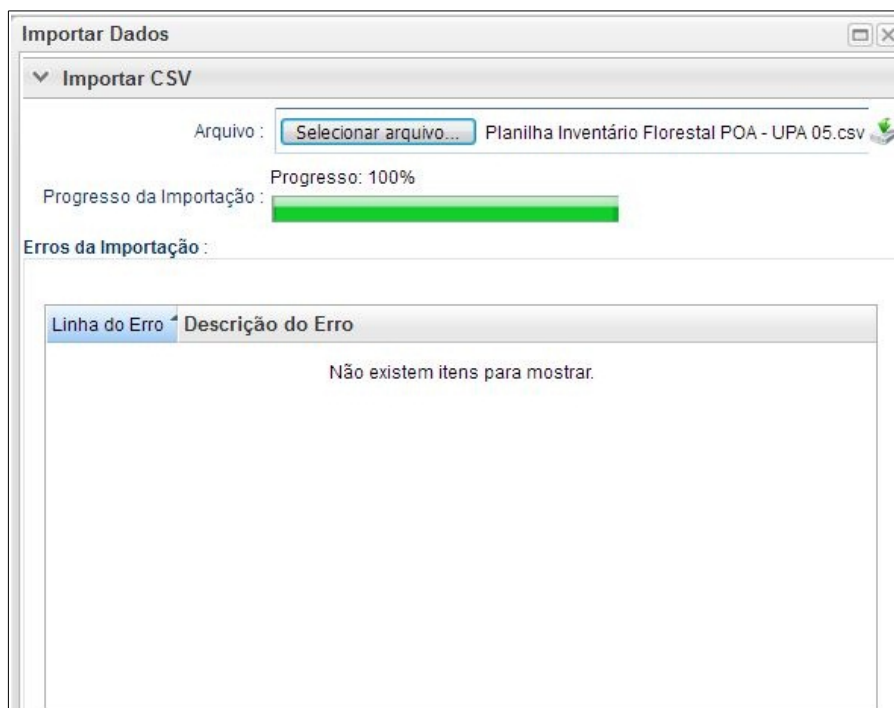 Importar Dados
Importar CSV
Arquivo : Selecionar arquivo... Planilha Inventário Florestal POA - UPA 05.csv
Progresso: 100%
Progresso da Importação :
Erros da Importação :
Linha do Erro Descrição do Erro
Não existem itens para mostrar.